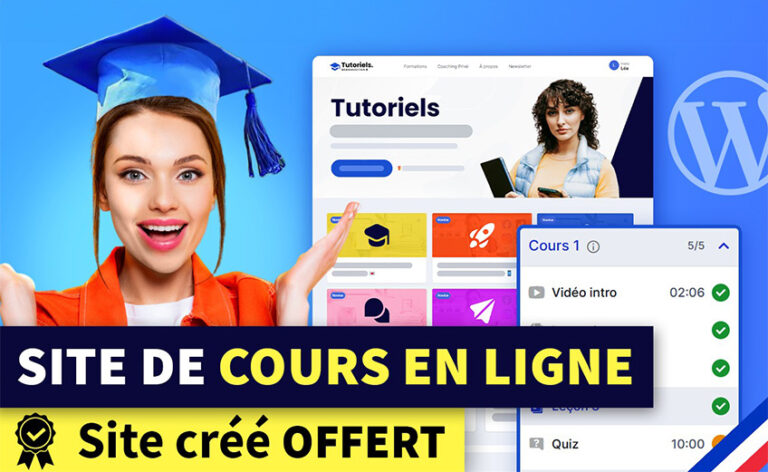 Tutoriels.
Formations
Coaching Privé
À propos
Newsletter
Léa
Tutoriels
Cours 1
5/5
Vidéo intro
02:06
SITE DE COURS EN LIGNE
Quiz
10:00
Site créé OFFERT